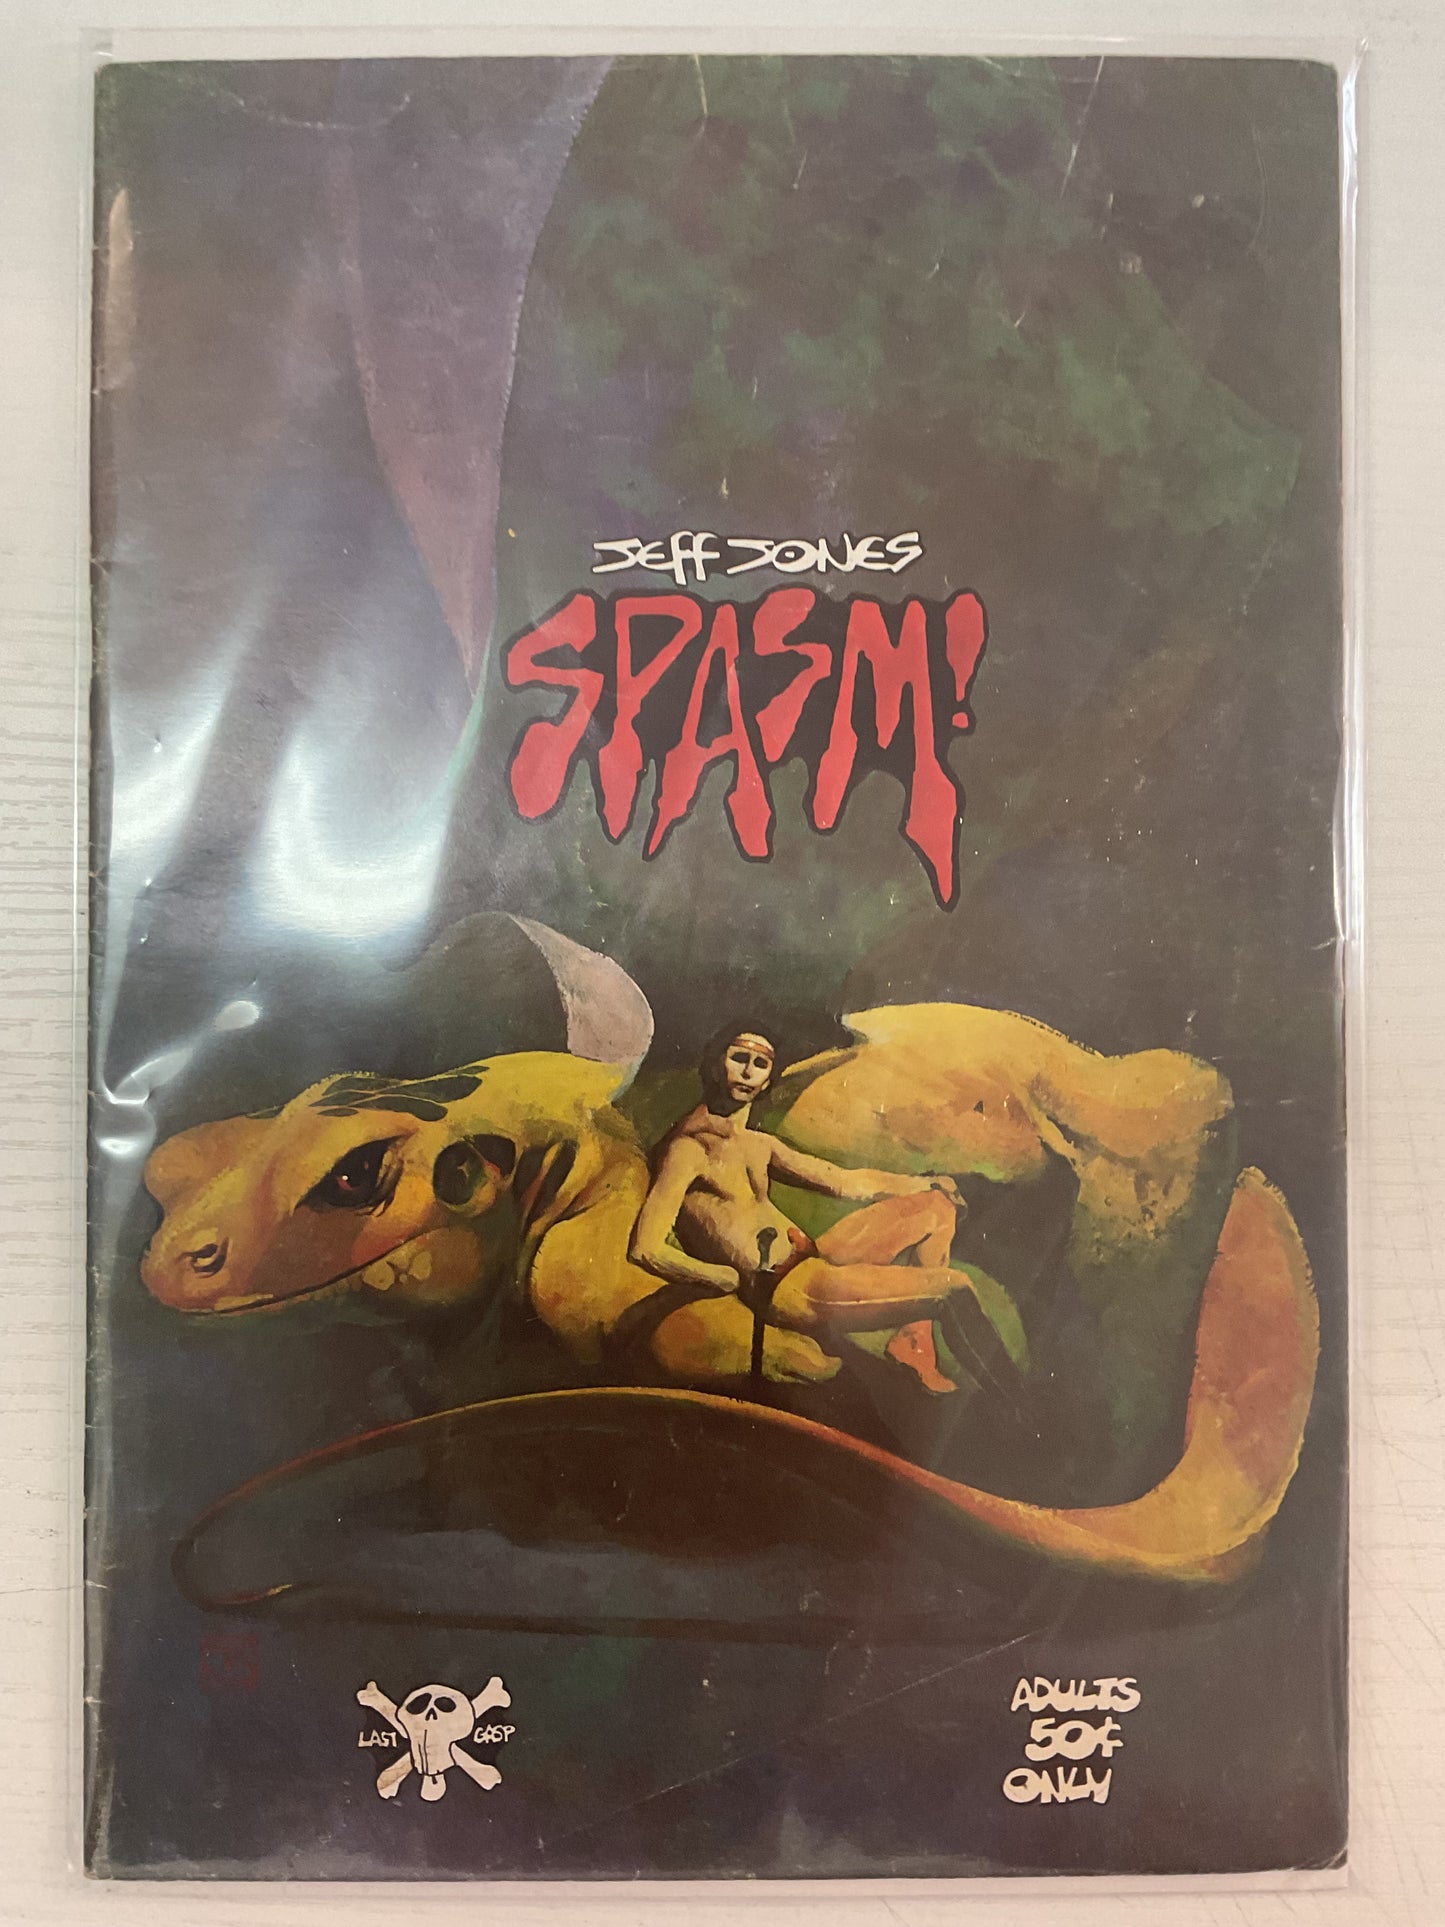 JEFF JONES
SPASM!
LAST GASP
ADULTS
50¢
ONLY